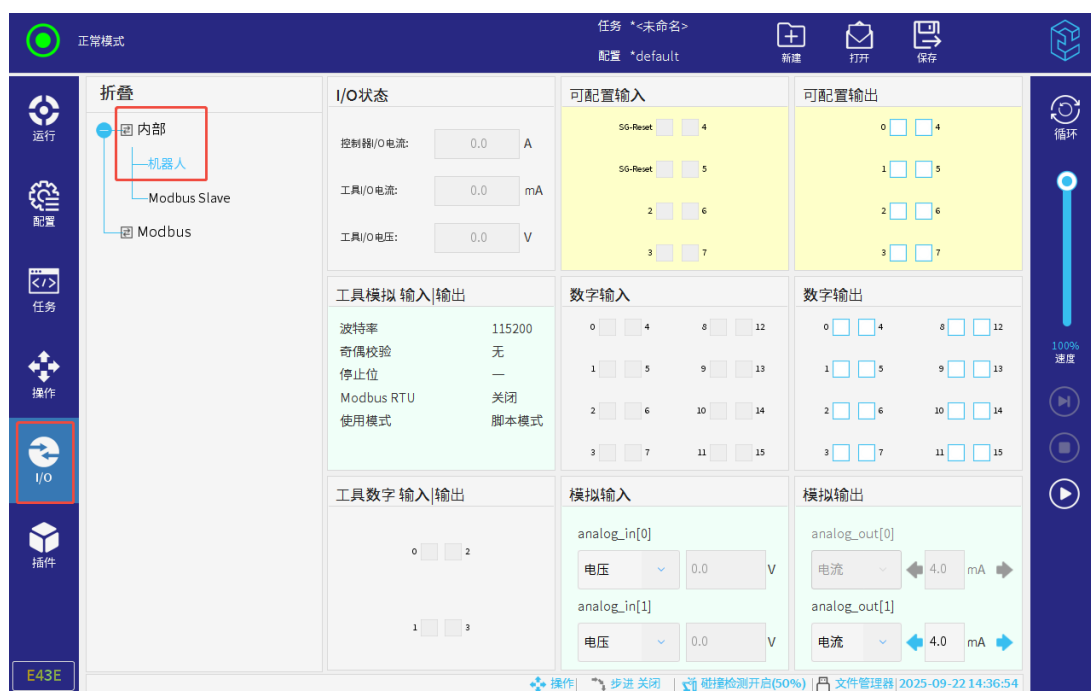 正常模式
任务 *<未命名>
配置 *default
新建
打开
保存
运行
配置
任务
操作
I/O
插件
E43E
折叠
内部
机器人
Modbus Slave
Modbus
I/O状态
控制器I/O电流: 0.0 A
工具I/O电流: 0.0 mA
工具I/O电压: 0.0 V
可配置输入
SG-Reset 4
SG-Reset 5
2 6
3 7
可配置输出
0 4
1 5
2 6
3 7
工具模拟 输入|输出
波特率 115200
奇偶校验 无
停止位 —
Modbus RTU 关闭
使用模式 脚本模式
数字输入
0 4 8 12
1 5 9 13
2 6 10 14
3 7 11 15
数字输出
0 4 8 12
1 5 9 13
2 6 10 14
3 7 11 15
工具数字 输入|输出
0 2
1 3
模拟输入
analog_in[0]
电压 0.0 V
analog_in[1]
电压 0.0 V
模拟输出
analog_out[0]
电流 4.0 mA
analog_out[1]
电流 4.0 mA
循环
100%
速度
操作| 步进 关闭 | 碰撞检测开启(50%) | 文件管理器|2025-09-22 14:36:54